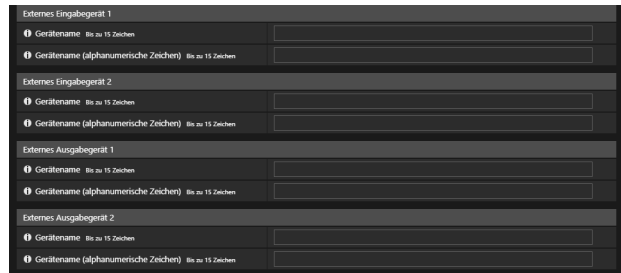 Externes Eingabegerät 1
Gerätename Bis zu 15 Zeichen
Gerätename (alphanumerische Zeichen) Bis zu 15 Zeichen
Externes Eingabegerät 2
Gerätename Bis zu 15 Zeichen
Gerätename (alphanumerische Zeichen) Bis zu 15 Zeichen
Externes Ausgabegerät 1
Gerätename Bis zu 15 Zeichen
Gerätename (alphanumerische Zeichen) Bis zu 15 Zeichen
Externes Ausgabegerät 2
Gerätename Bis zu 15 Zeichen
Gerätename (alphanumerische Zeichen) Bis zu 15 Zeichen